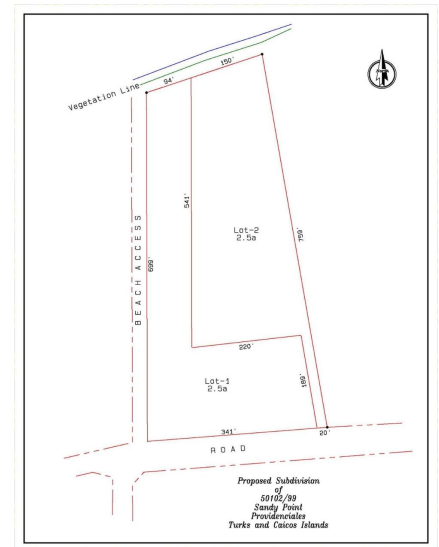 150'
94'
Vegetation Line
541'
Lot-2
2.5a
759'
BEACH ACCESS
699'
220'
189'
Lot-1
2.5a
341'
20'
ROAD
Proposed Subdivision
of
50102/99
Sandy Point
Providenciales
Turks and Caicos Islands